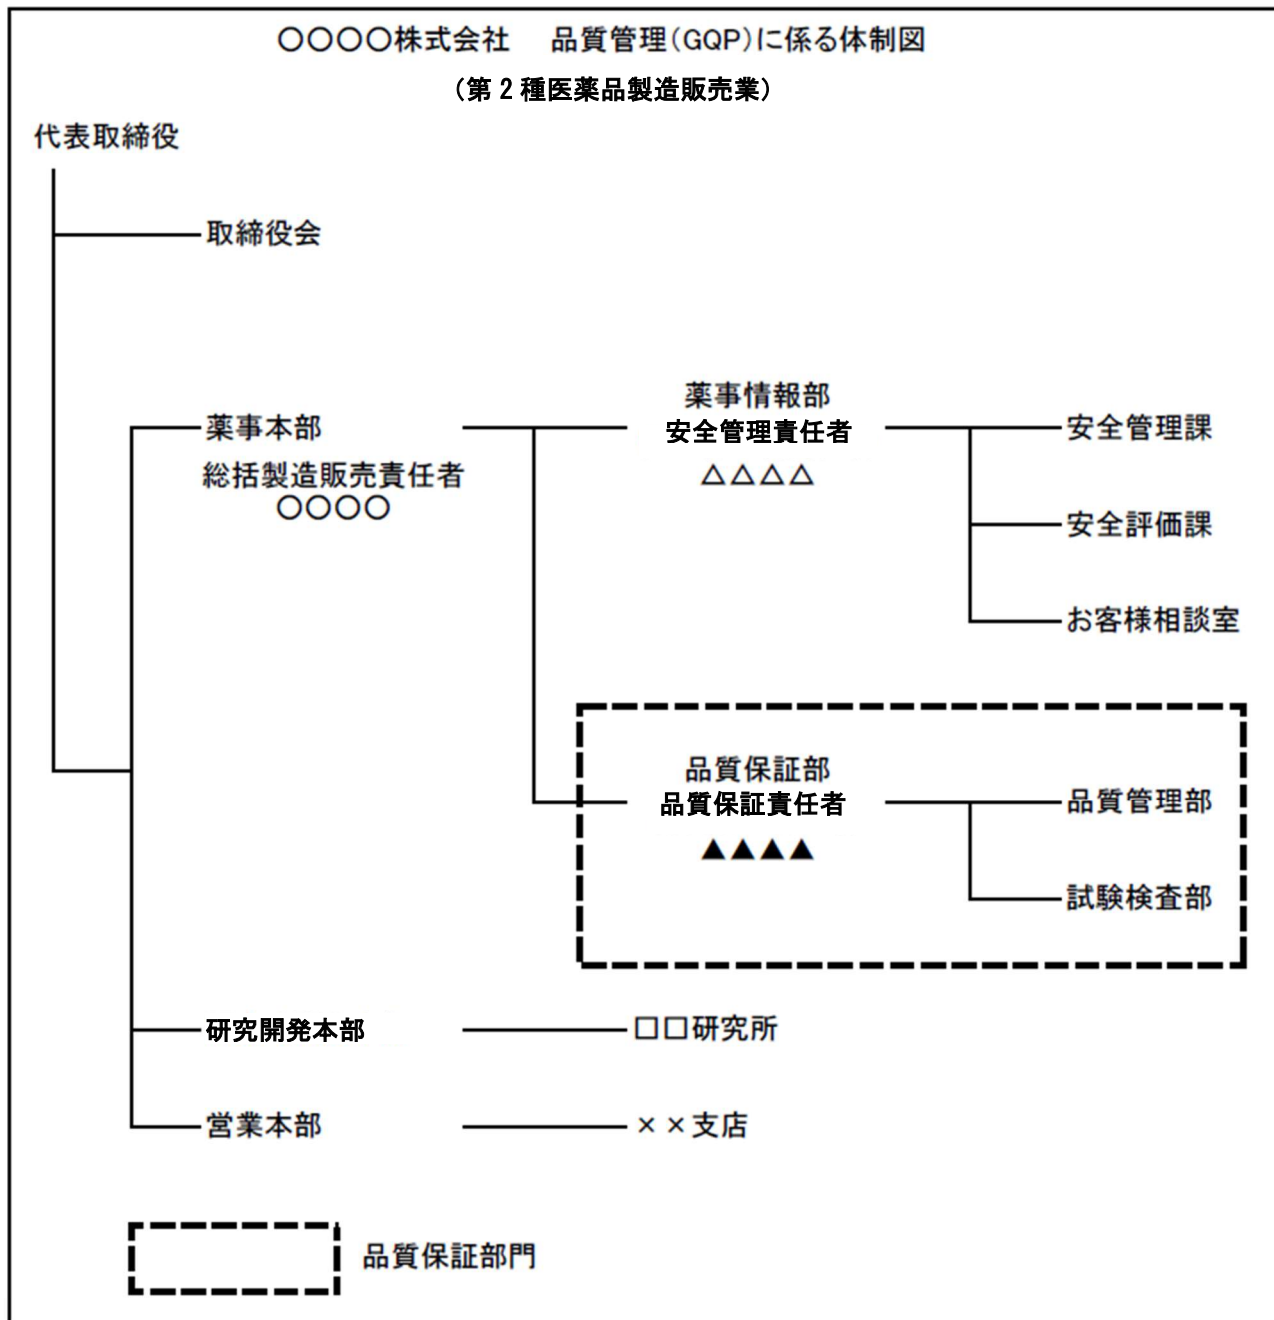 〇〇〇〇株式会社 品質管理(GQP)に係る体制図
(第2種医薬品製造販売業)
代表取締役
取締役会
薬事本部
総括製造販売責任者
〇〇〇〇
薬事情報部
安全管理責任者
△△△△
安全管理課
安全評価課
お客様相談室
品質保証部
品質保証責任者
▲▲▲▲
品質管理部
試験検査部
研究開発本部
□□研究所
営業本部
××支店
品質保証部門